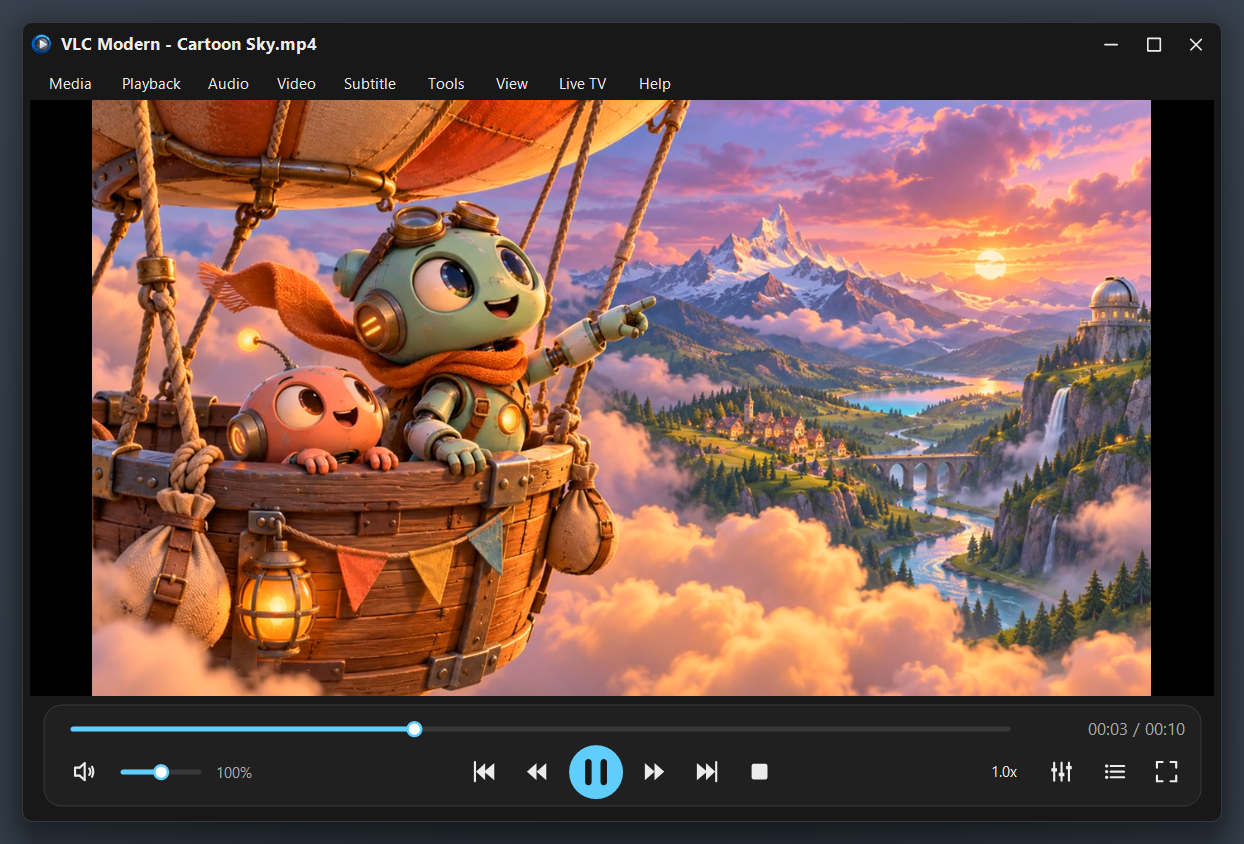 VLC Modern - Cartoon Sky.mp4
Media Playback Audio Video Subtitle Tools View Live TV Help
00:03 / 00:10
100% 1.0x